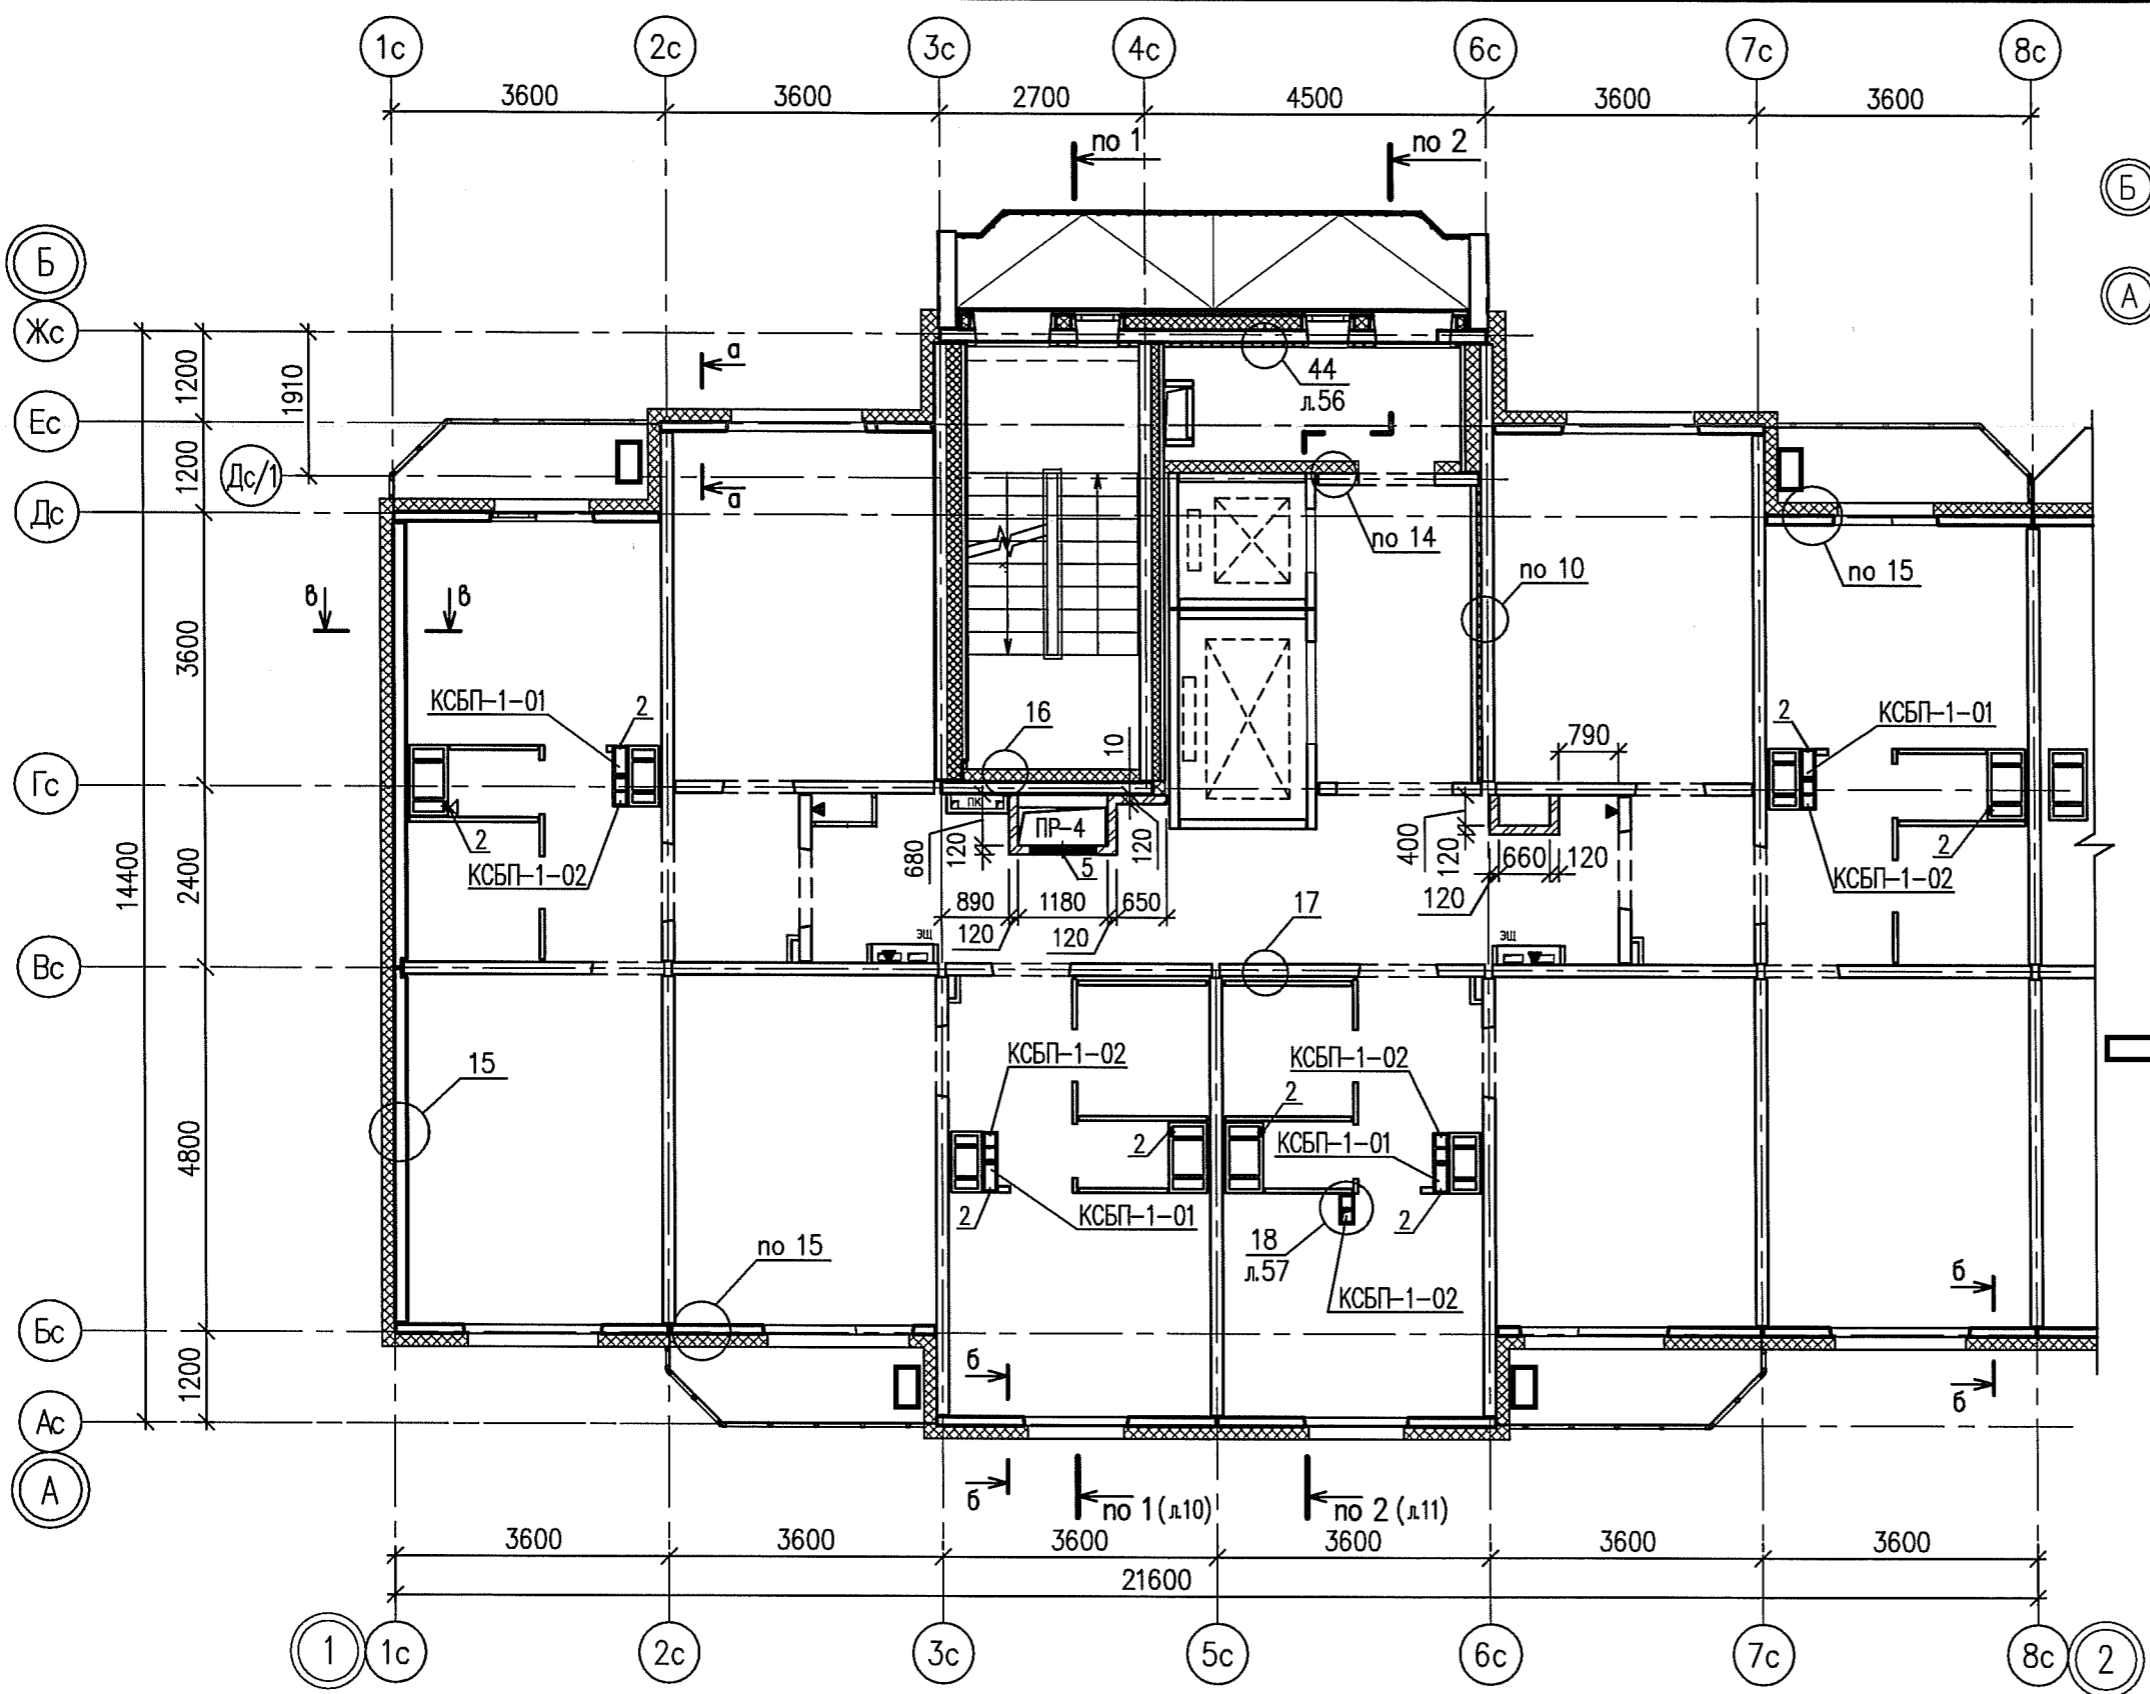 1с 2с 3с 4с 6с 7с 8с
3600 3600 2700 4500 3600 3600
по 1 по 2
Б
Б
А
Жс
Ес
Дс/1
Дс
Гс
Вс
Бс
Ас
А
1200
1910
1200
3600
14400
2400
4800
1200
а
а
44
л.56
по 14
по 10
по 15
в в
КСБП-1-01
2
16
10
790
2
КСБП-1-01
2
КСБП-1-02
пк
ПР-4
5
680
120
120
400
120
660 120
120
2
КСБП-1-02
890 1180 650
120 120
17
эщ
эщ
15
КСБП-1-02
2
КСБП-1-02
2
КСБП-1-01
2
КСБП-1-01
2
18
л.57
КСБП-1-02
по 15
б
б
б
б
по 1 (л.10) по 2 (л.11)
3600 3600 3600 3600 3600 3600
21600
1 1с 2с 3с 5с 6с 7с 8с 2